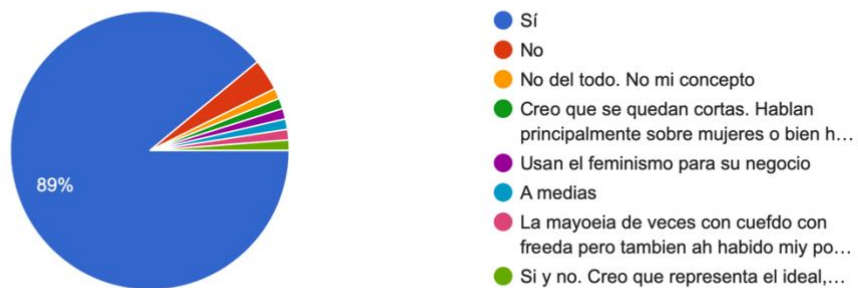 89%
Sí
No
No del todo. No mi concepto
Creo que se quedan cortas. Hablan
principalmente sobre mujeres o bien h...
Usan el feminismo para su negocio
A medias
La mayoeia de veces con cuefdo con
freeda pero tambien ah habido miy po...
Si y no. Creo que representa el ideal,...